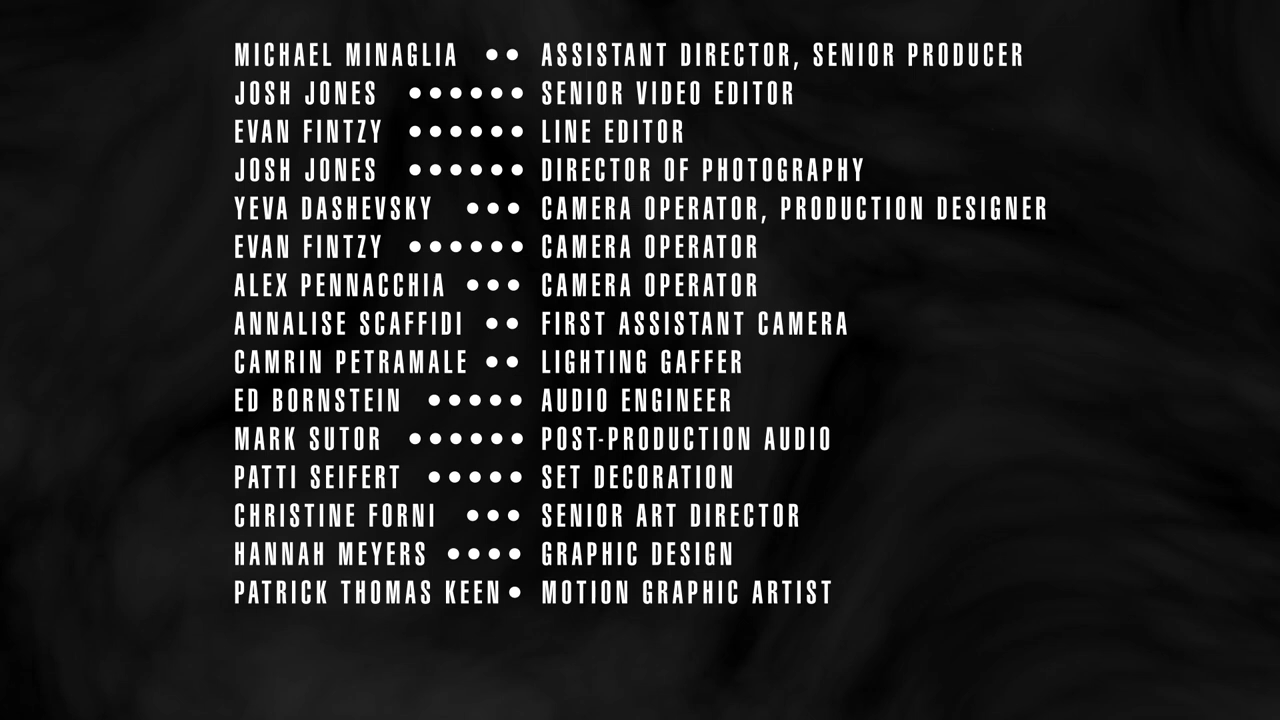 MICHAEL MINAGLIA •• ASSISTANT DIRECTOR, SENIOR PRODUCER
JOSH JONES •••••• SENIOR VIDEO EDITOR
EVAN FINTZY •••••• LINE EDITOR
JOSH JONES •••••• DIRECTOR OF PHOTOGRAPHY
YEVA DASHEVSKY ••• CAMERA OPERATOR, PRODUCTION DESIGNER
EVAN FINTZY •••••• CAMERA OPERATOR
ALEX PENNACCHIA ••• CAMERA OPERATOR
ANNALISE SCAFFIDI •• FIRST ASSISTANT CAMERA
CAMRIN PETRAMALE •• LIGHTING GAFFER
ED BORNSTEIN ••••• AUDIO ENGINEER
MARK SUTOR •••••• POST-PRODUCTION AUDIO
PATTI SEIFERT ••••• SET DECORATION
CHRISTINE FORNI ••• SENIOR ART DIRECTOR
HANNAH MEYERS •••• GRAPHIC DESIGN
PATRICK THOMAS KEEN • MOTION GRAPHIC ARTIST